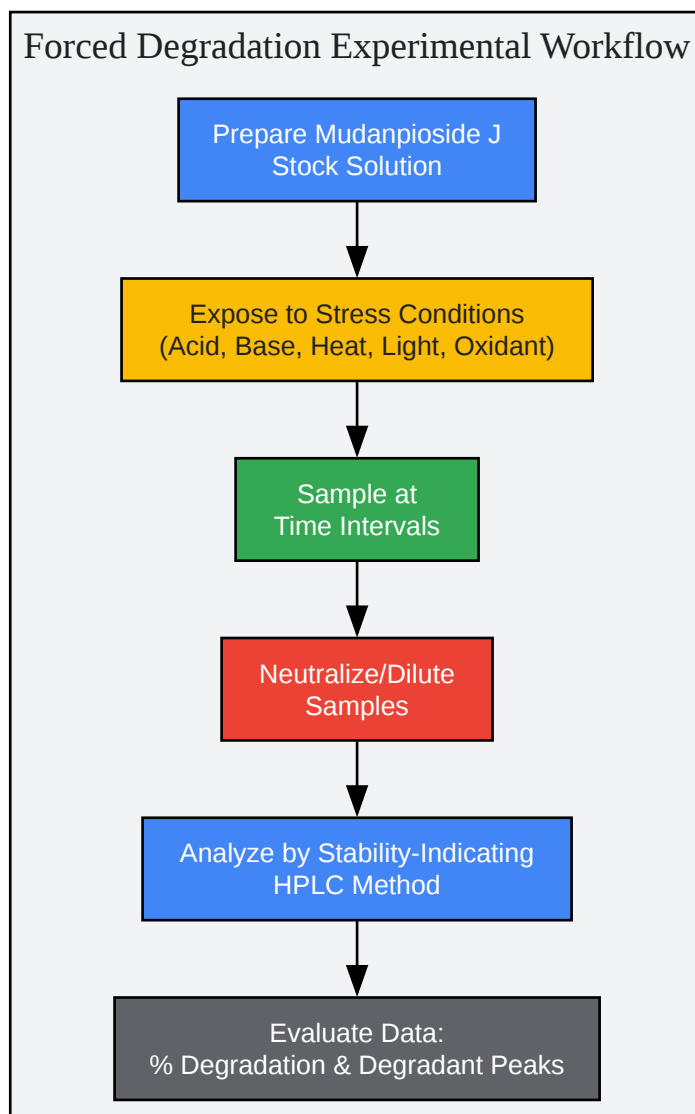 Forced Degradation Experimental Workflow
Prepare Mudanpioside J
Stock Solution
Expose to Stress Conditions
(Acid, Base, Heat, Light, Oxidant)
Sample at
Time Intervals
Neutralize/Dilute
Samples
Analyze by Stability-Indicating
HPLC Method
Evaluate Data:
% Degradation & Degradant Peaks